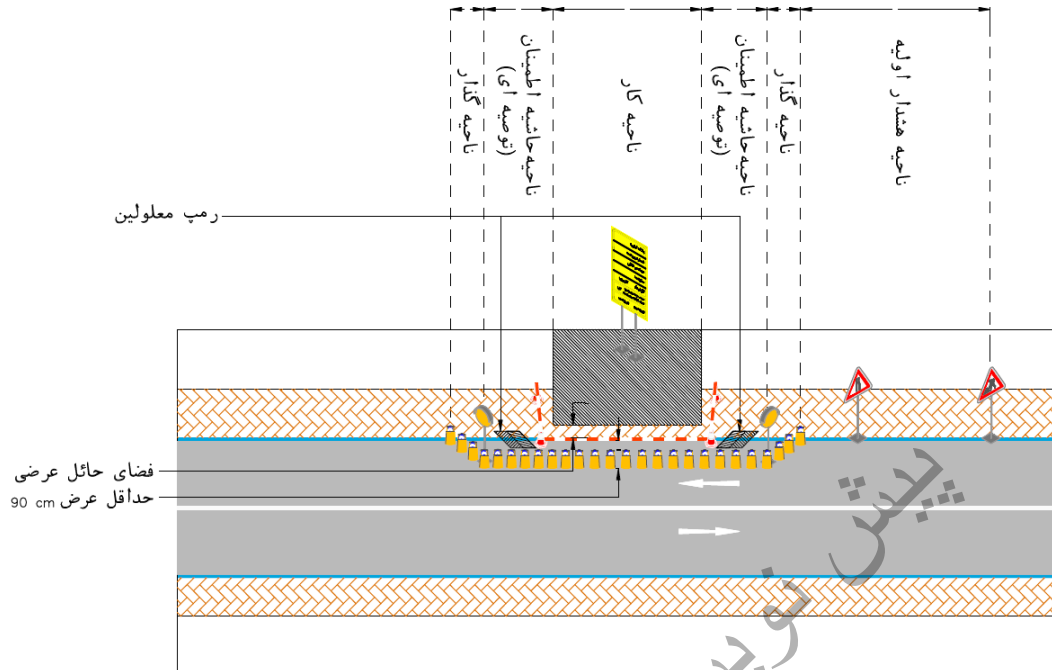 ناحیه هشدار اولیه
ناحیه گذار
ناحیه حاشیه اطمینان
(توصیه ای)
ناحیه کار
ناحیه حاشیه اطمینان
(توصیه ای)
ناحیه گذار
رمپ معلولین
فضای حائل عرضی
حداقل عرض 90 cm
پیش نویس